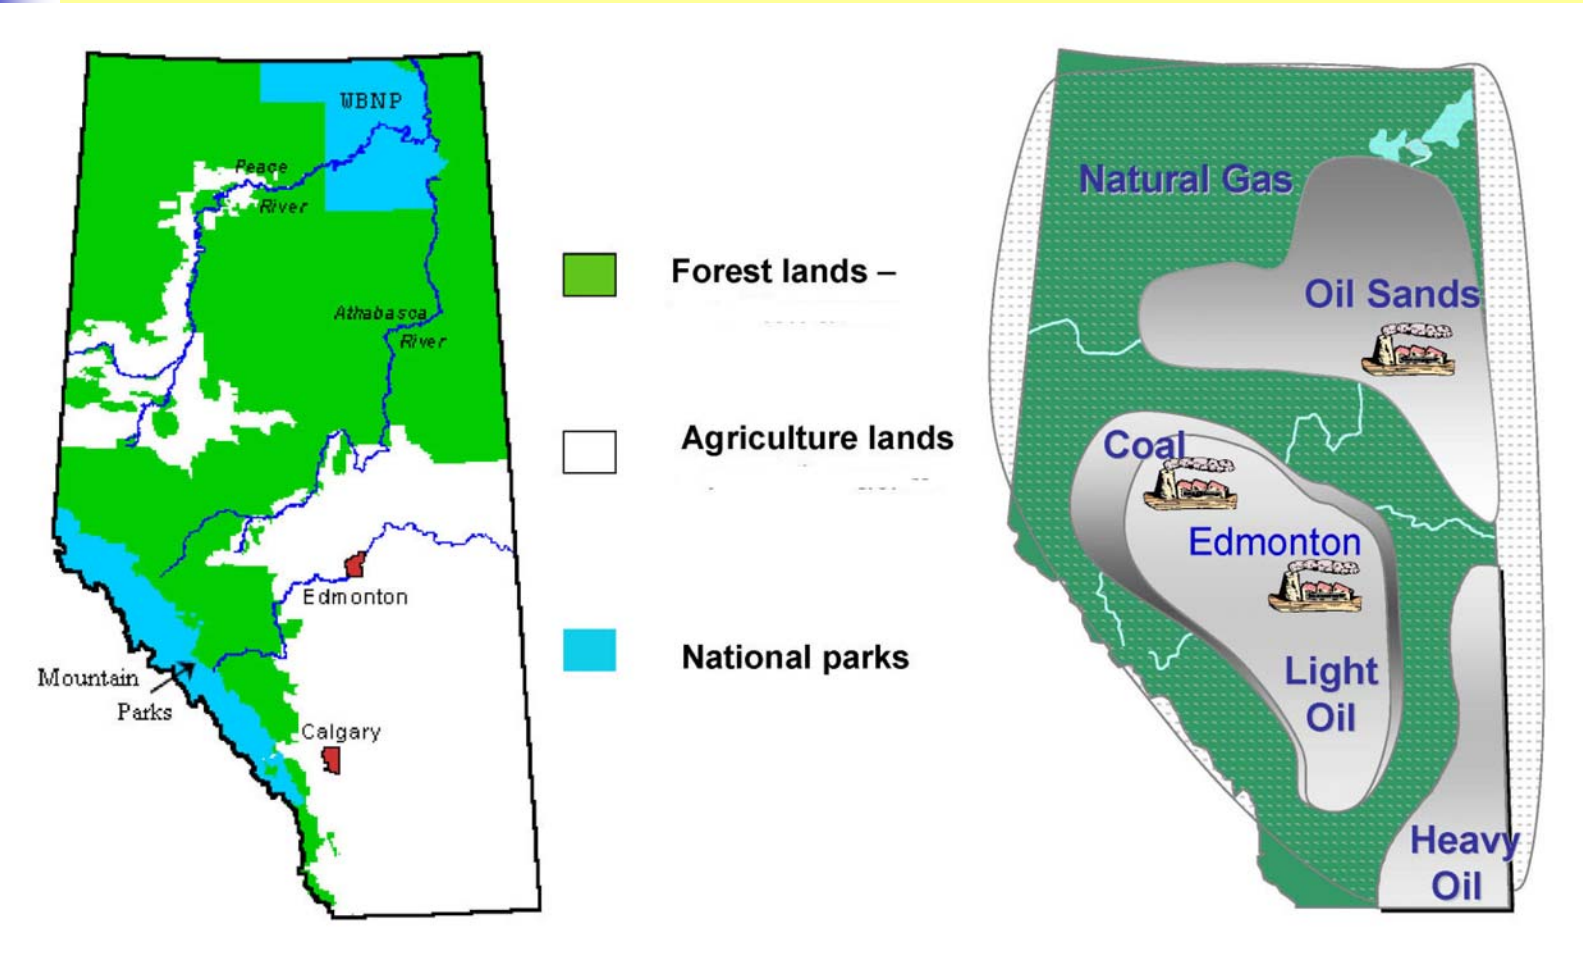 WBNP
Peace
River
Athabasca
River
Edmonton
Mountain
Parks
Calgary
Forest lands –
Agriculture lands
National parks
Natural Gas
Oil Sands
Coal
Edmonton
Light
Oil
Heavy
Oil